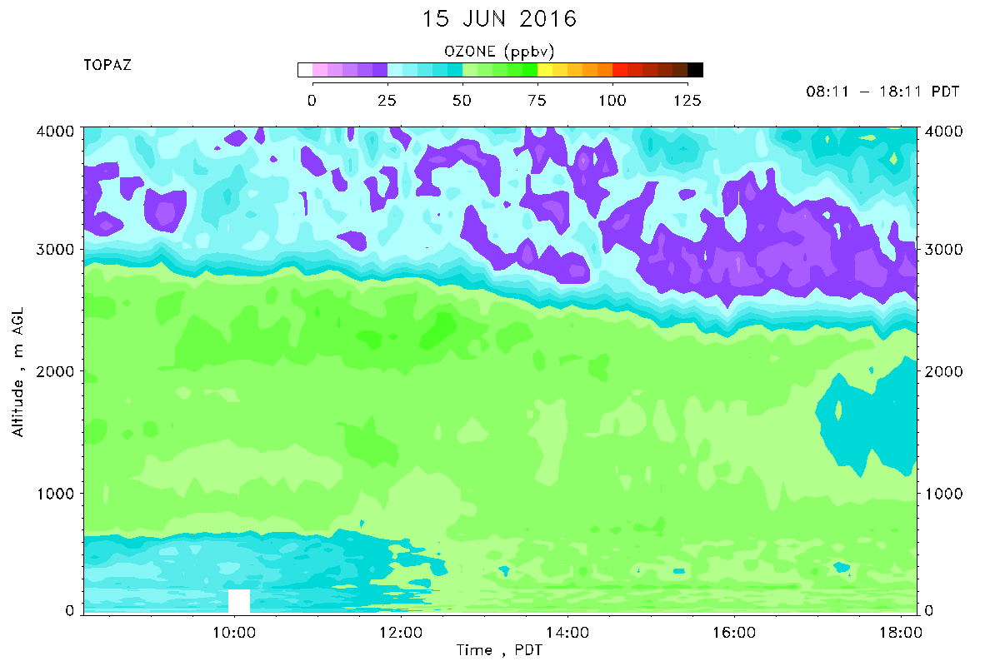 15 JUN 2016
OZONE (ppbv)
TOPAZ
0 25 50 75 100 125
08:11 – 18:11 PDT
4000 4000
3000 3000
2000 2000
1000 1000
0 0
Altitude , m AGL
10:00 12:00 14:00 16:00 18:00
Time , PDT